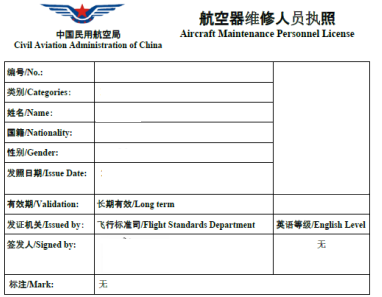 中国民用航空局
Civil Aviation Administration of China
航空器维修人员执照
Aircraft Maintenance Personnel License
编号/No.:
类别/Categories:
姓名/Name:
国籍/Nationality:
性别/Gender:
发照日期/Issue Date:
有效期/Validation: 长期有效/Long term
发证机关/Issued by: 飞行标准司/Flight Standards Department 英语等级/English Level
签发人/Signed by: 无
标注/Mark: 无